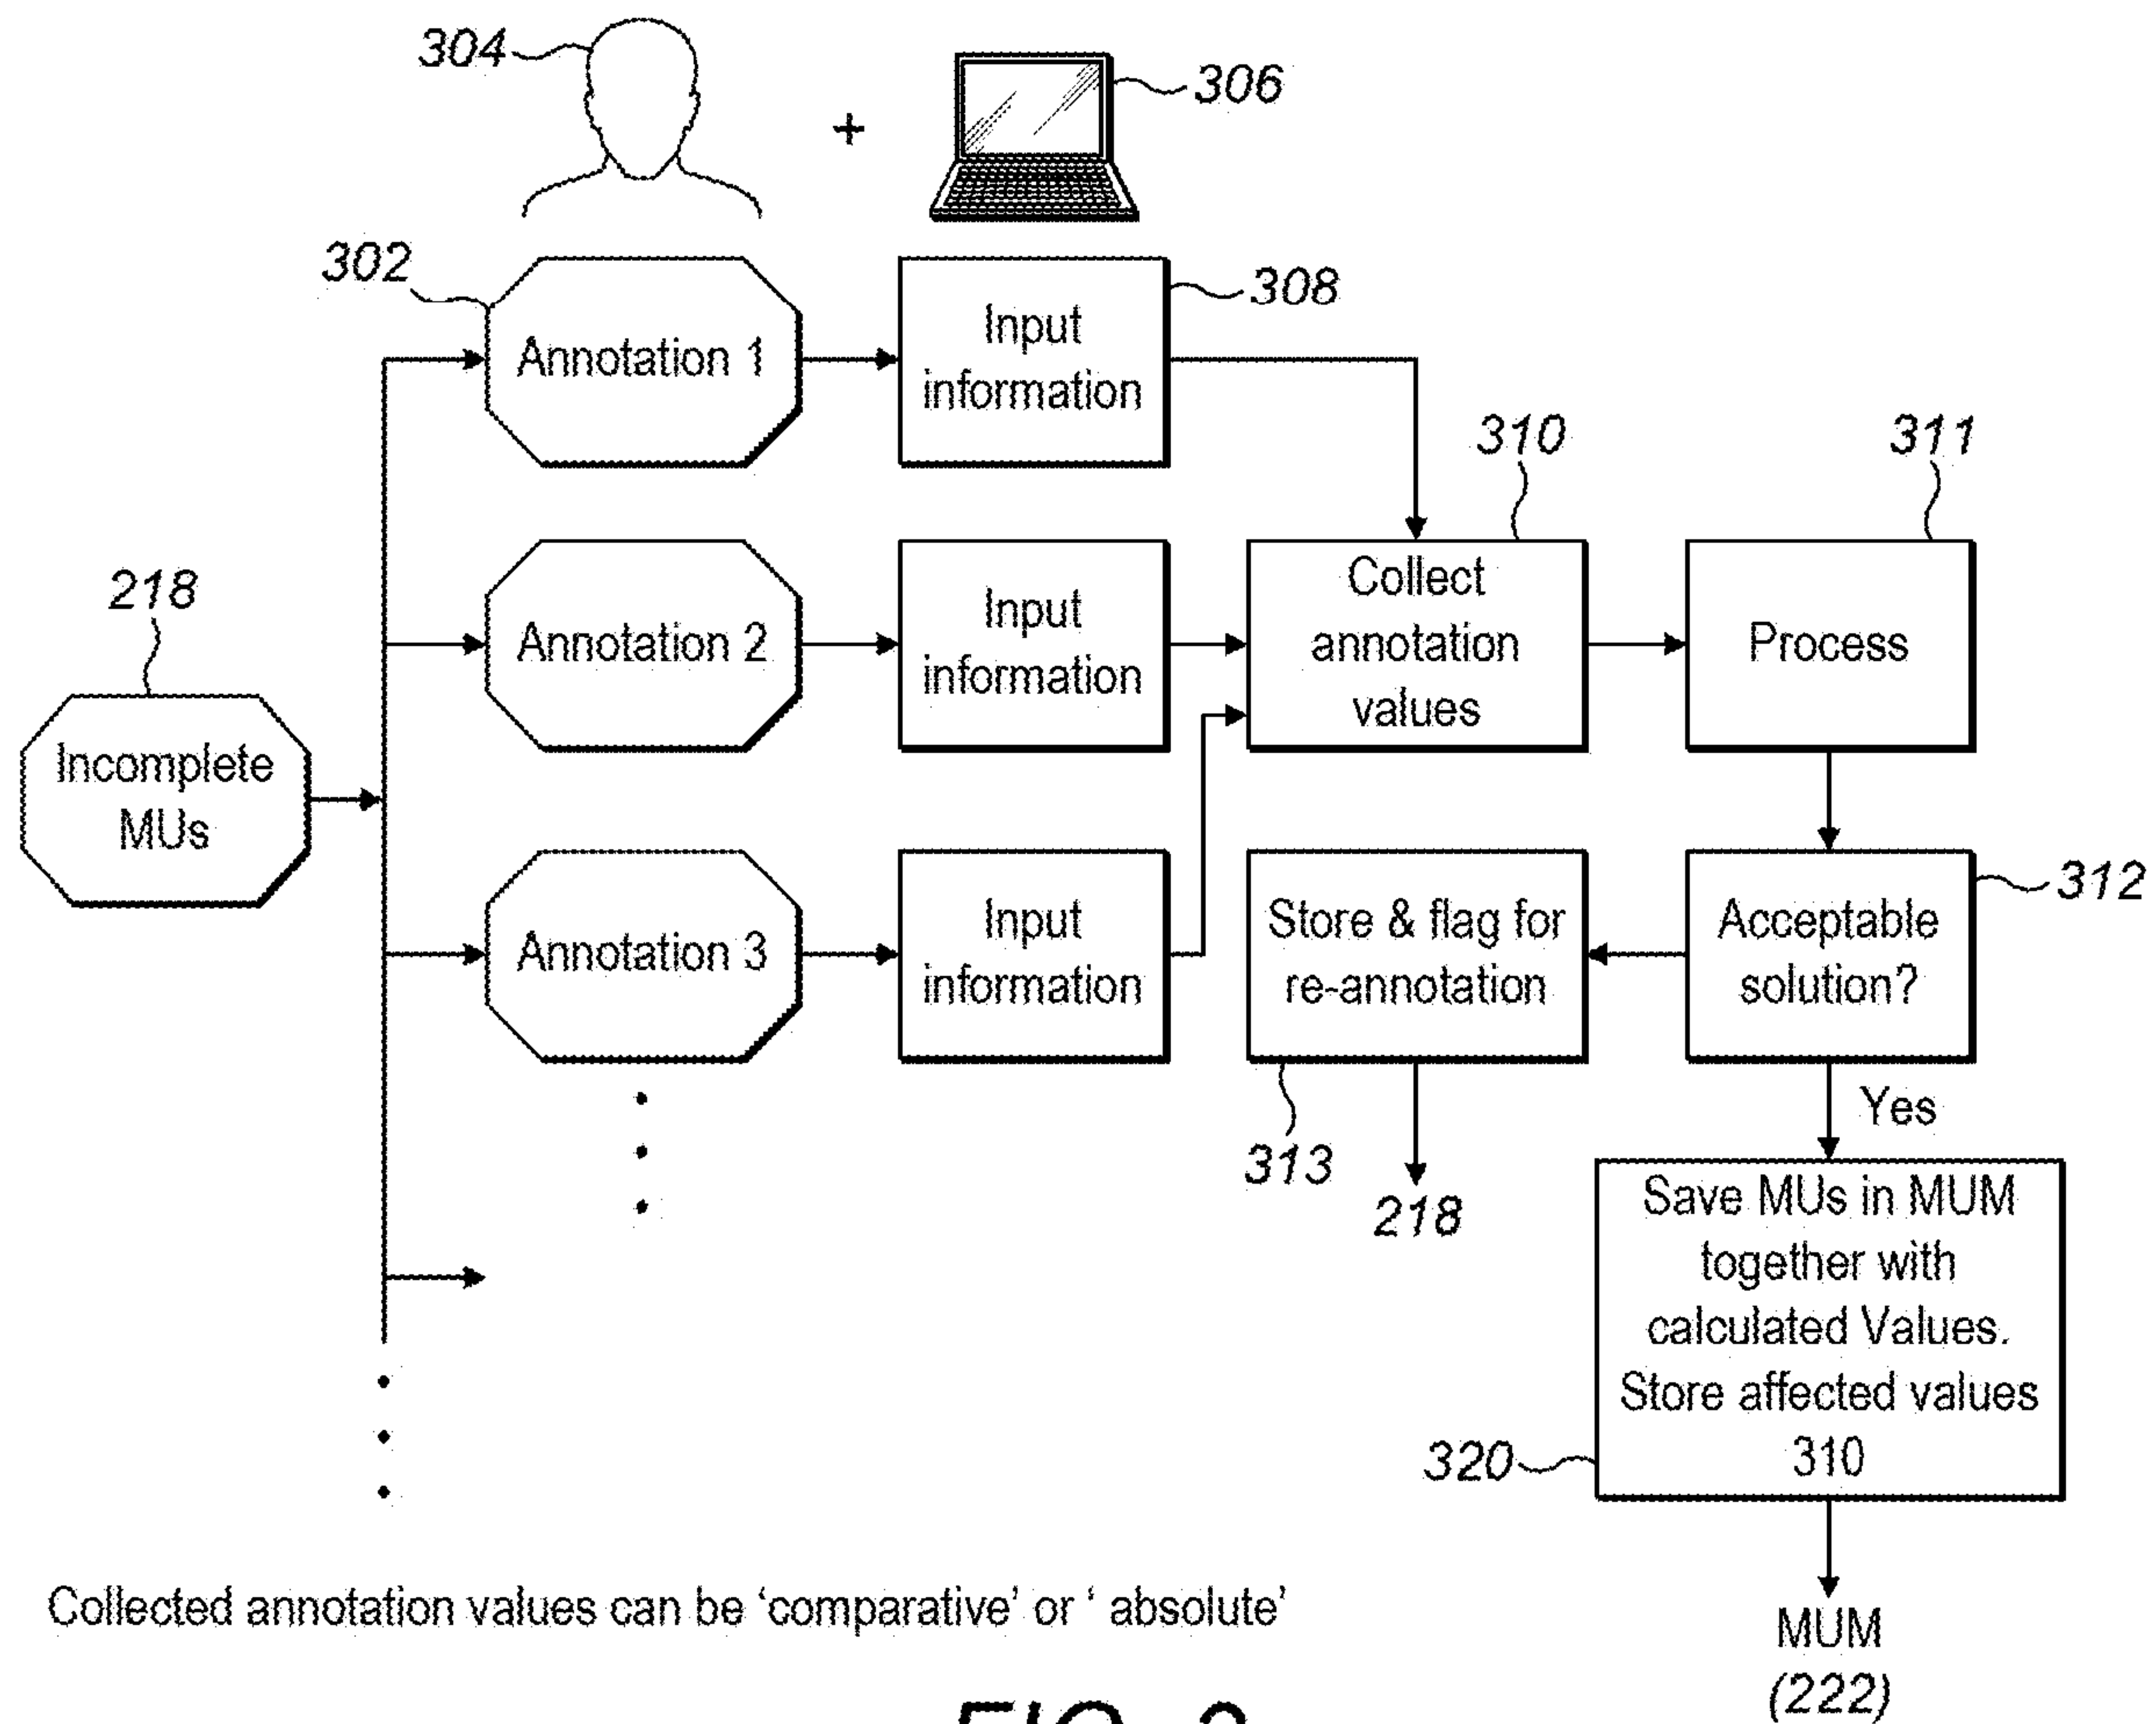 304
306
302
308
Annotation 1
Input
information
310
311
218
Annotation 2
Input
information
Collect
annotation
values
Process
Incomplete
MUs
312
Annotation 3
Input
information
Store & flag for
re-annotation
Acceptable
solution?
Yes
313
218
Save MUs in MUM
together with
calculated Values.
Store affected values
310
320
Collected annotation values can be ‘comparative’ or ‘ absolute’
MUM
(222)